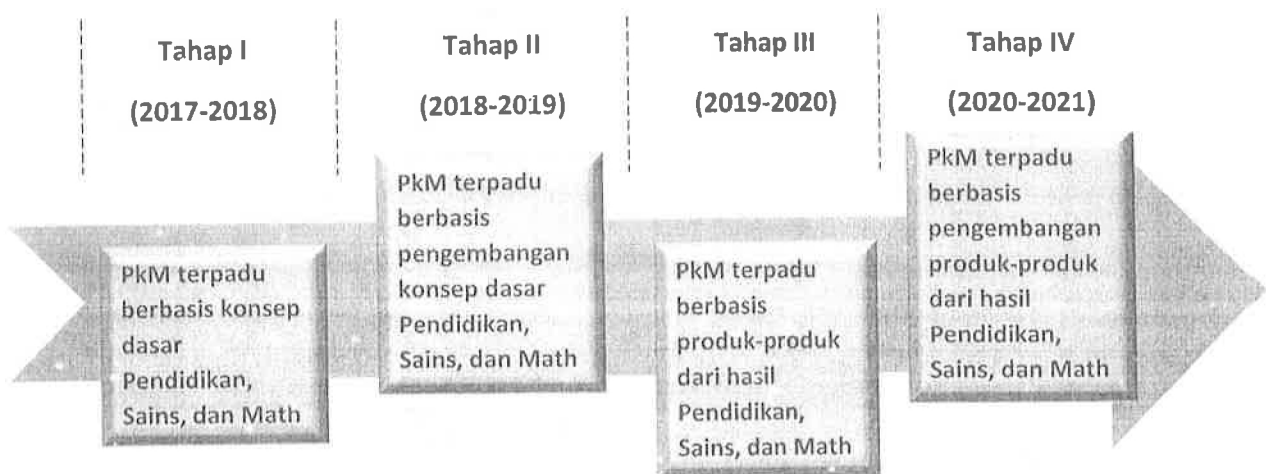 Tahap I
(2017-2018)
PkM terpadu
berbasis konsep
dasar
Pendidikan,
Sains, dan Math
Tahap II
(2018-2019)
PkM terpadu
berbasis
pengembangan
konsep dasar
Pendidikan,
Sains, dan Math
Tahap III
(2019-2020)
PkM terpadu
berbasis
produk-produk
dari hasil
Pendidikan,
Sains, dan Math
Tahap IV
(2020-2021)
PkM terpadu
berbasis
pengembangan
produk-produk
dari hasil
Pendidikan,
Sains, dan Math